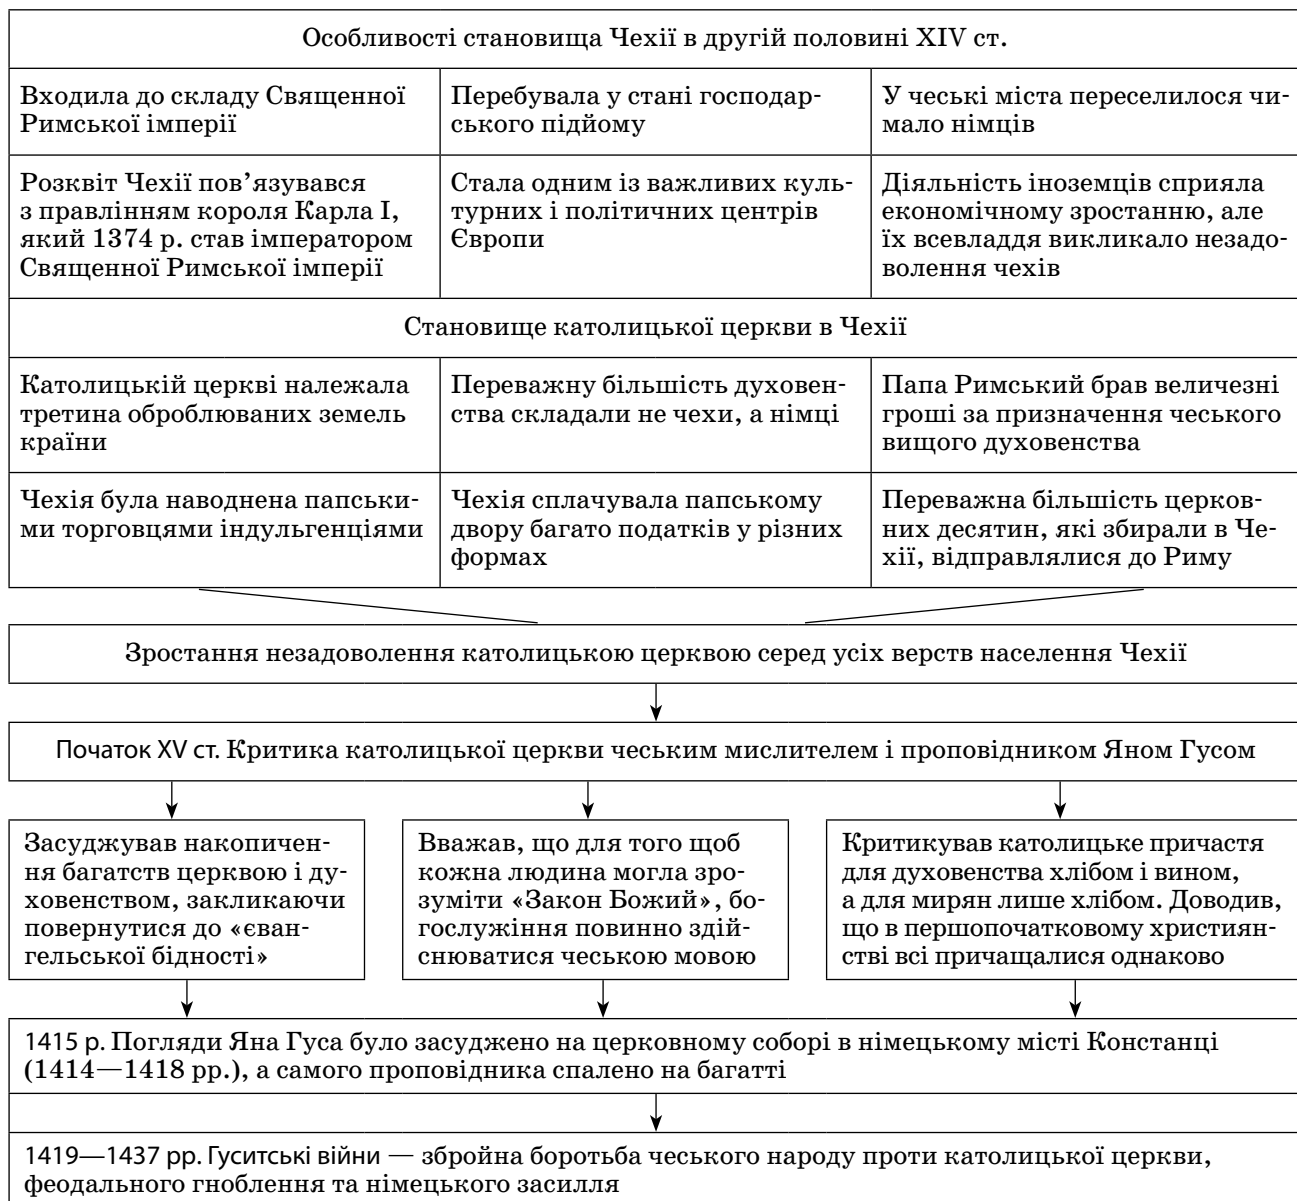 Особливості становища Чехії в другій половині XIV ст.
Входила до складу Священної
Римської імперії
Перебувала у стані господар-
ського підйому
У чеські міста переселилося чи-
мало німців
Розквіт Чехії пов’язувався
з правлінням короля Карла I,
який 1374 р. став імператором
Священної Римської імперії
Стала одним із важливих куль-
турних і політичних центрів
Європи
Діяльність іноземців сприяла
економічному зростанню, але
їх всевладдя викликало незадо-
волення чехів
Становище католицької церкви в Чехії
Католицькій церкві належала
третина оброблюваних земель
країни
Переважну більшість духовен-
ства складали не чехи, а німці
Папа Римський брав величезні
гроші за призначення чеського
вищого духовенства
Чехія була наводнена папськи-
ми торговцями індульгенціями
Чехія сплачувала папському
двору багато податків у різних
формах
Переважна більшість церков-
них десятин, які збирали в Че-
хії, відправлялися до Риму
Зростання незадоволення католицькою церквою серед усіх верств населення Чехії
Початок XV ст. Критика католицької церкви чеським мислителем і проповідником Яном Гусом
Засуджував накопичен-
ня багатств церквою і ду-
ховенством, закликаючи
повернутися до «єван-
гельської бідності»
Вважав, що для того щоб
кожна людина могла зро-
зуміти «Закон Божий», бо-
гослужіння повинно здій-
снюватися чеською мовою
Критикував католицьке причастя
для духовенства хлібом і вином,
а для мирян лише хлібом. Доводив,
що в першопочатковому християн-
стві всі причащалися однаково
1415 р. Погляди Яна Гуса було засуджено на церковному соборі в німецькому місті Констанці
(1414—1418 рр.), а самого проповідника спалено на багатті
1419—1437 рр. Гуситські війни — збройна боротьба чеського народу проти католицької церкви,
феодального гноблення та німецького засилля